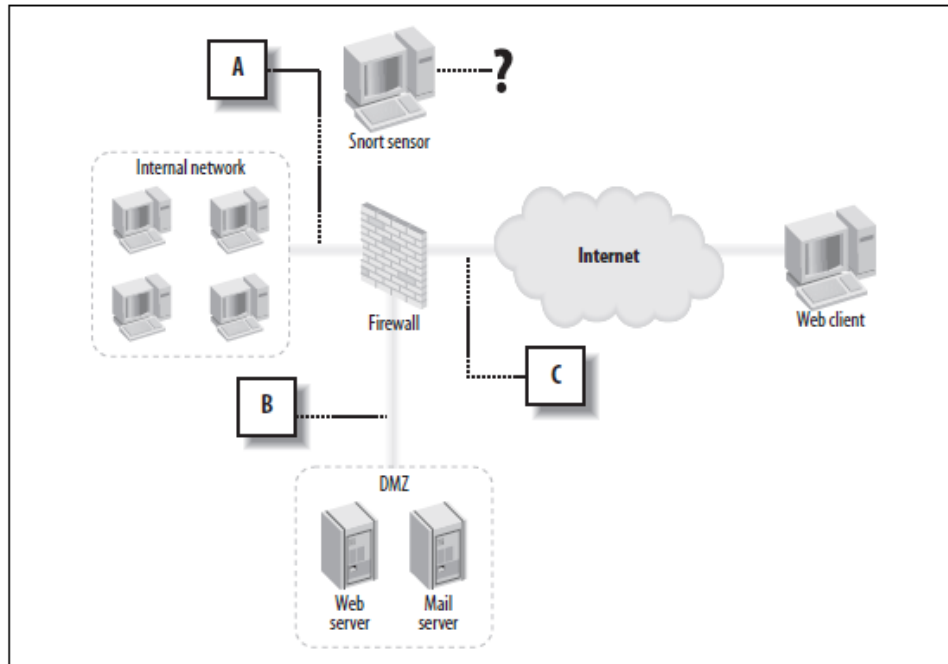 A
?
Snort sensor
Internal network
Internet
Firewall
Web client
C
B
DMZ
Web
server
Mail
server